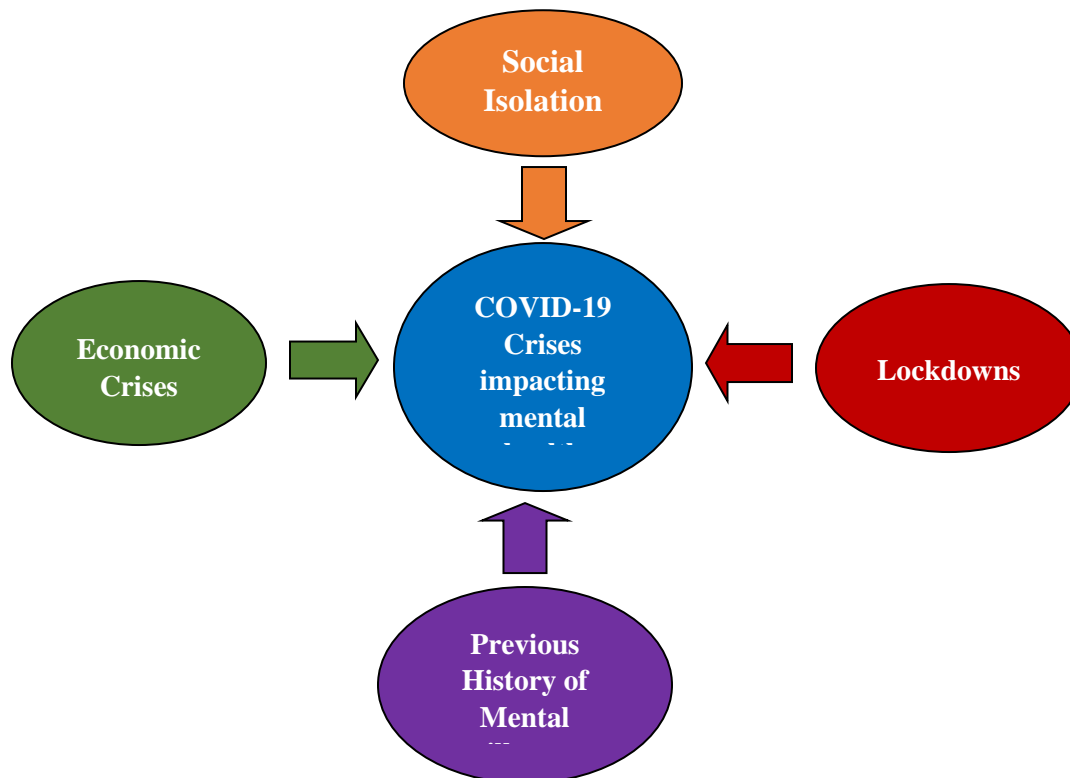 Social
Isolation
COVID-19
Crises
impacting
mental
Economic
Crises
Lockdowns
Previous
History of
Mental